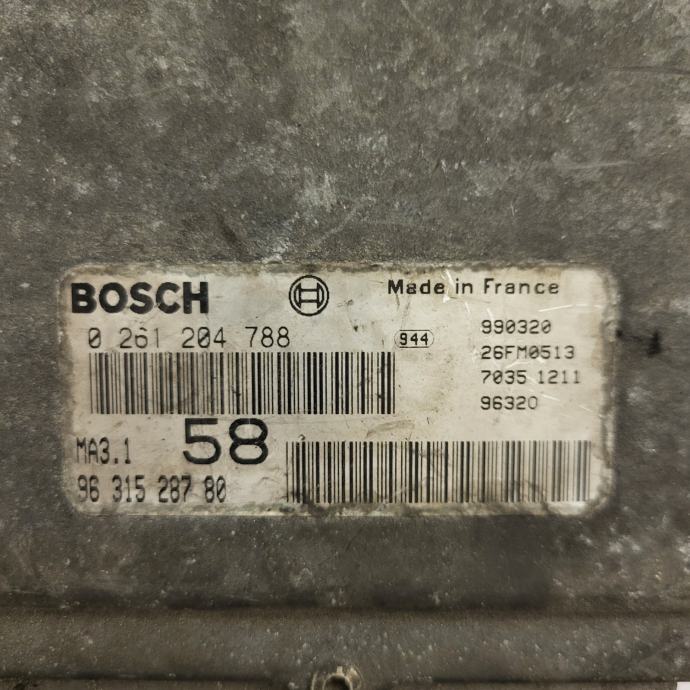 BOSCH
Made in France
0 261 204 788
944
990320
26FM0513
7035 1211
96320
MA3.1
58
96 315 287 80